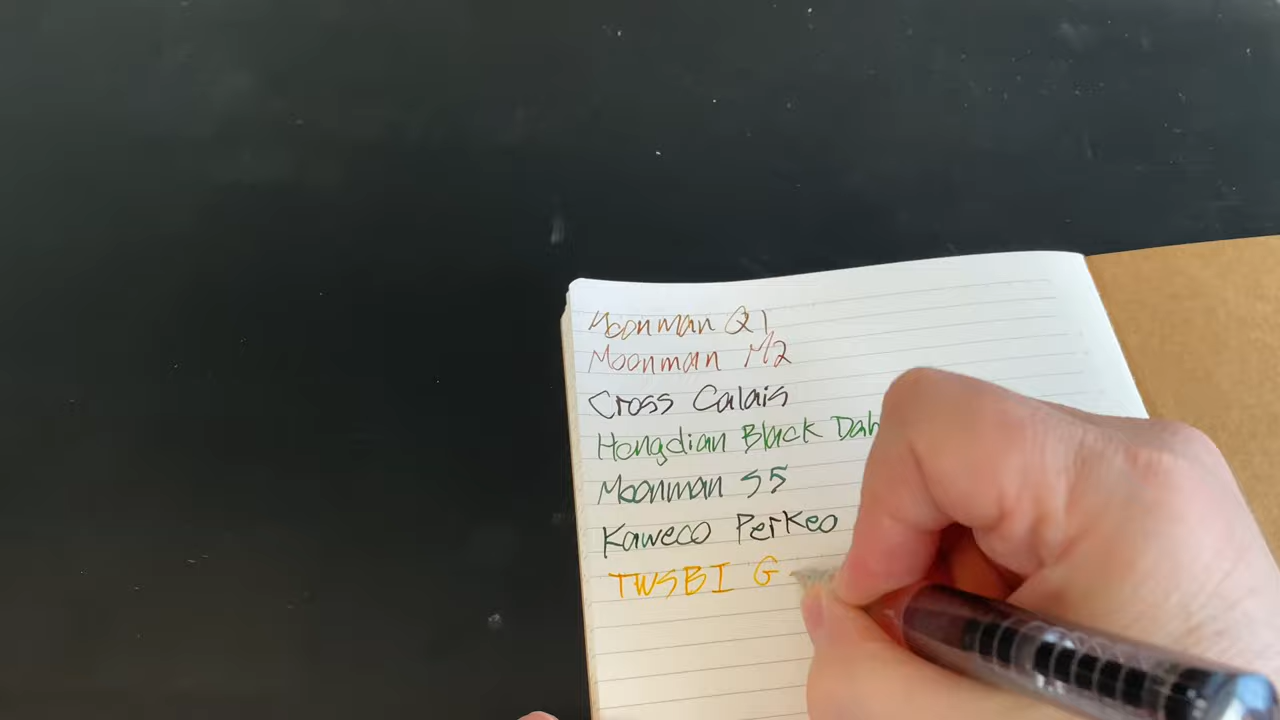 Moonman Q1
Moonman M2
Cross Calais
Hongdian Black Dah
Moonman S5
Kaweco Perkeo
TWSBI G